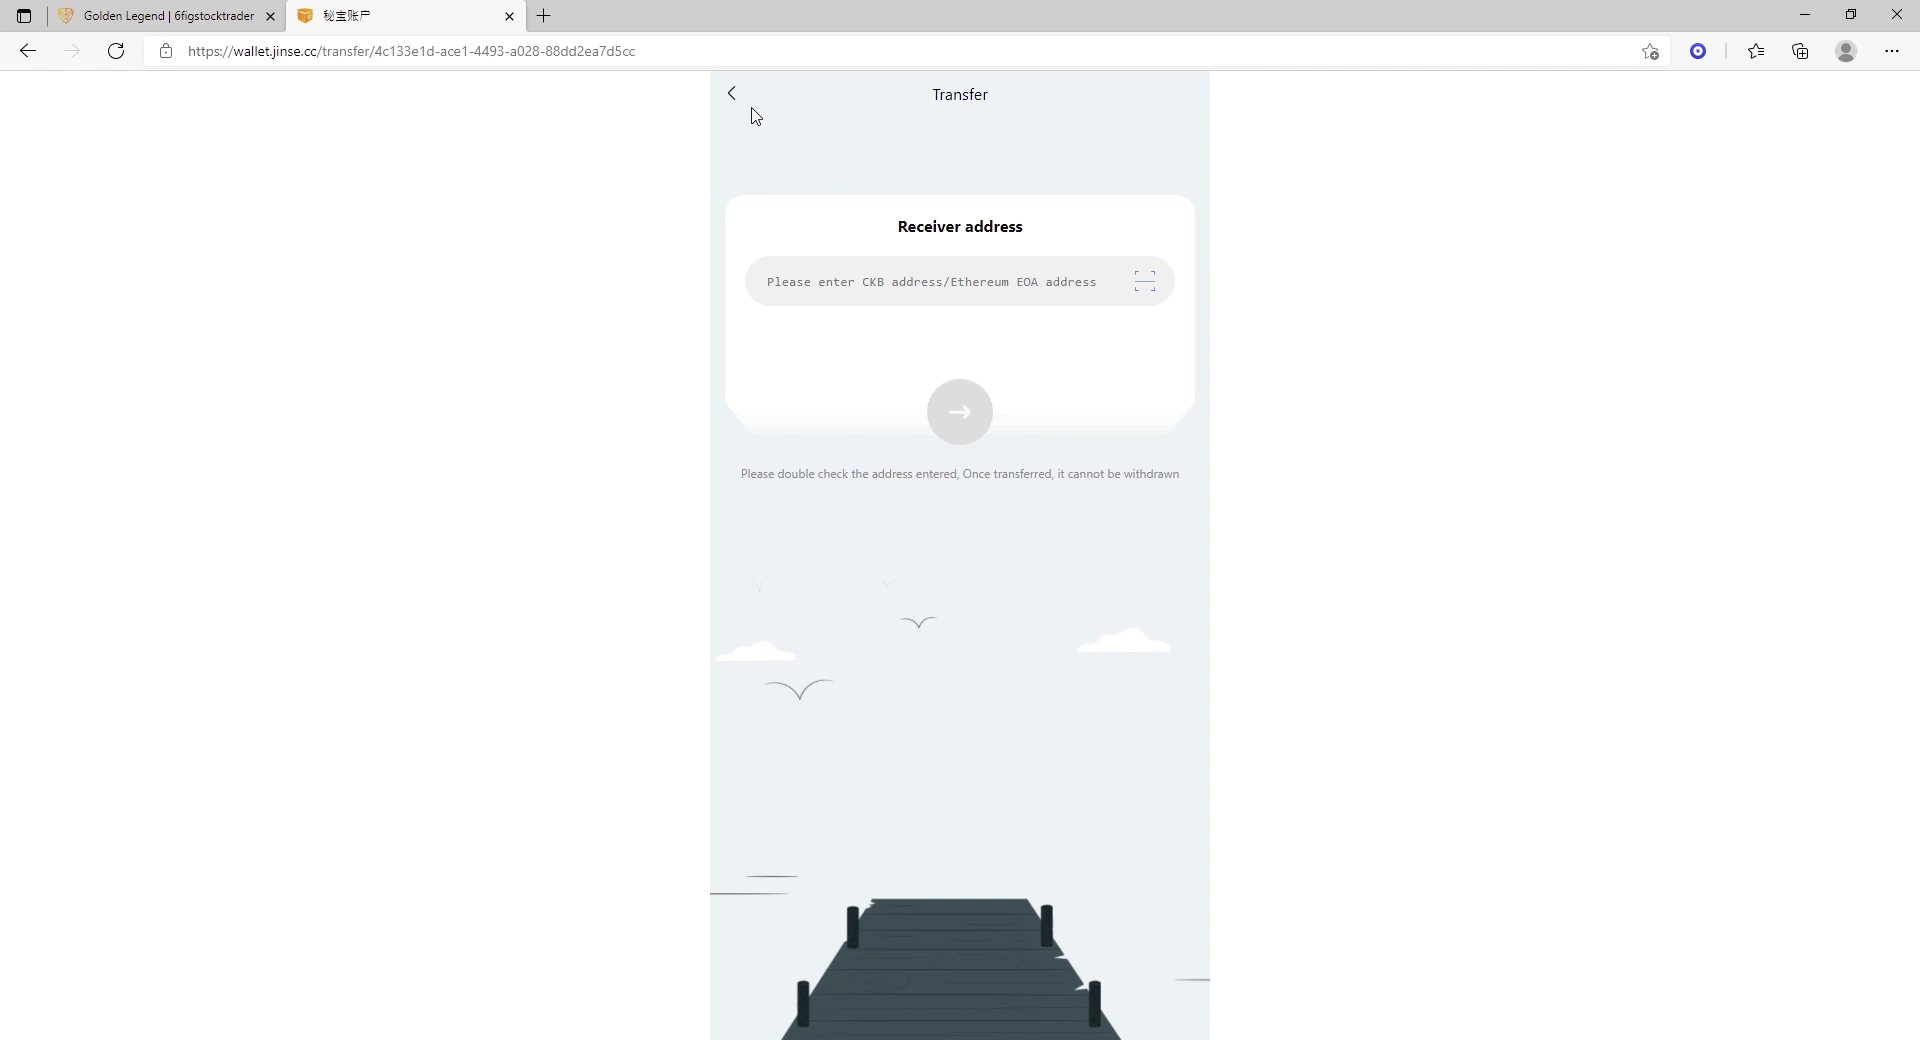 Golden Legend | 6figstocktrader
秘宝账户
https://wallet.jinse.cc/transfer/4c133e1d-ace1-4493-a028-88dd2ea7d5cc
Transfer
Receiver address
Please enter CKB address/Ethereum EOA address
Please double check the address entered, Once transferred, it cannot be withdrawn